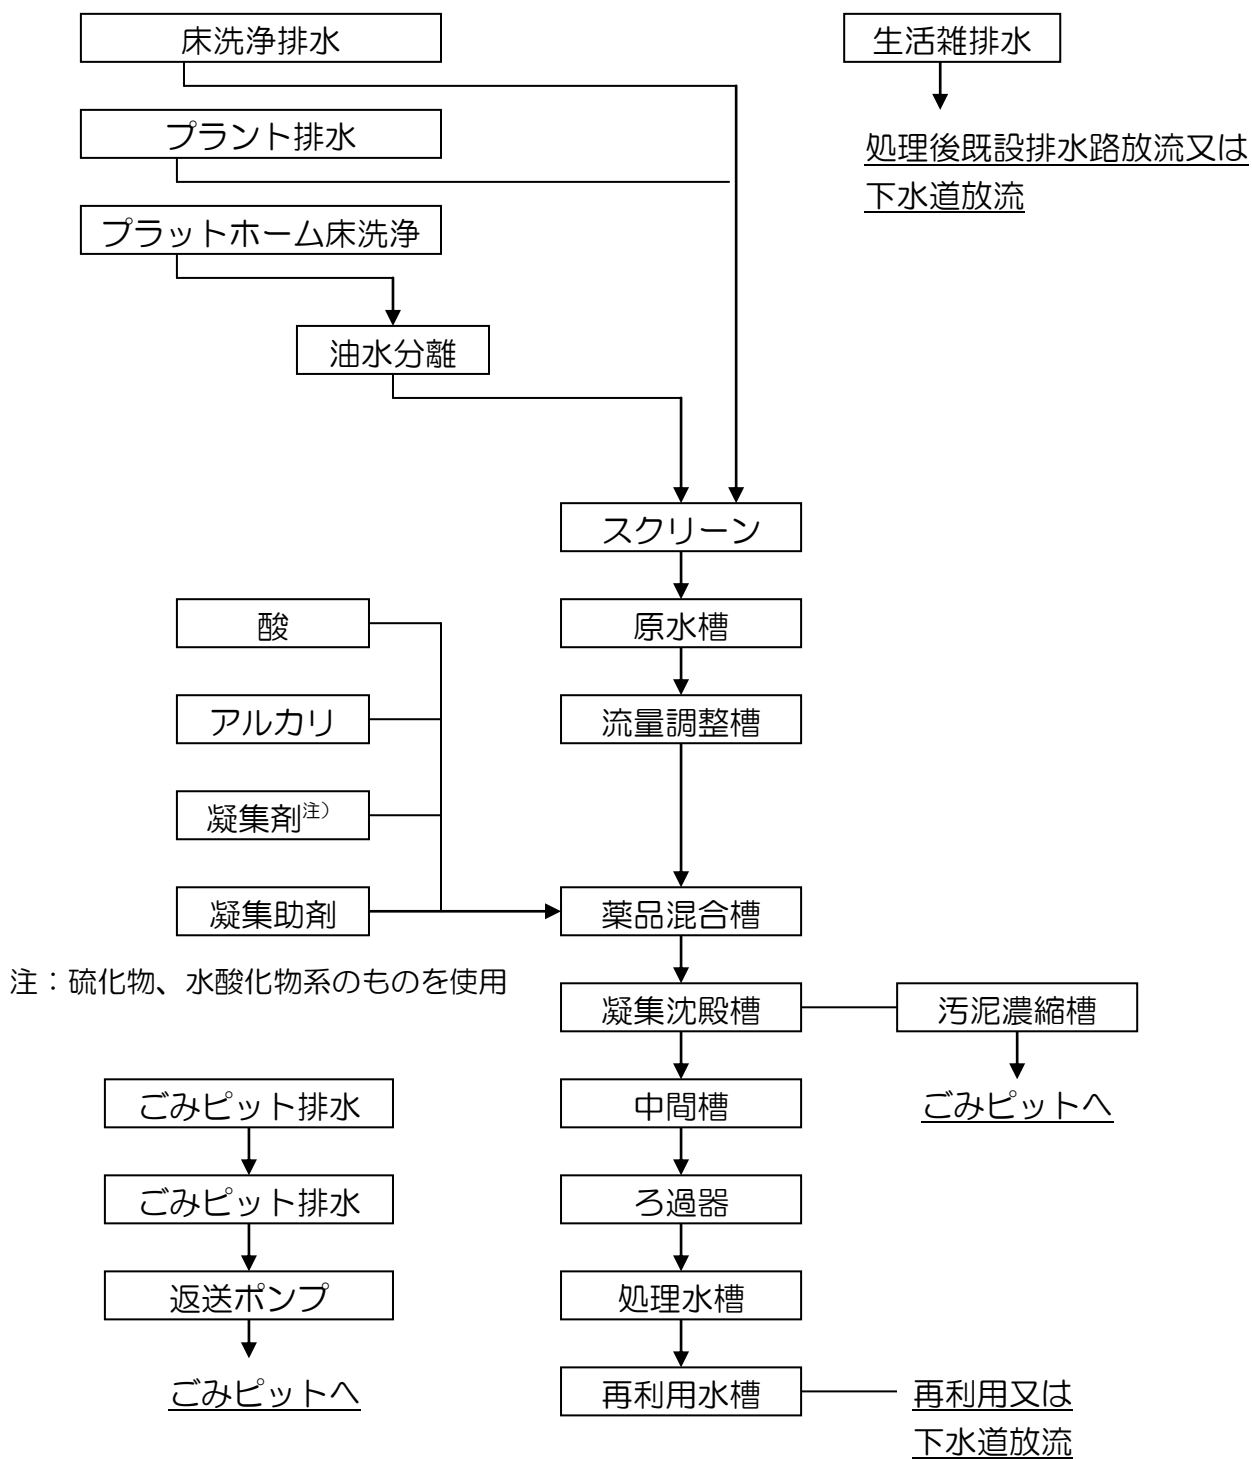 床洗浄排水
生活雑排水
プラント排水
処理後既設排水路放流又は
下水道放流
プラットホーム床洗浄
油水分離
スクリーン
酸
原水槽
アルカリ
流量調整槽
凝集剤注）
凝集助剤
薬品混合槽
注：硫化物、水酸化物系のものを使用
凝集沈殿槽
汚泥濃縮槽
ごみピット排水
中間槽
ごみピットへ
ごみピット排水
ろ過器
返送ポンプ
処理水槽
ごみピットへ
再利用水槽
再利用又は
下水道放流